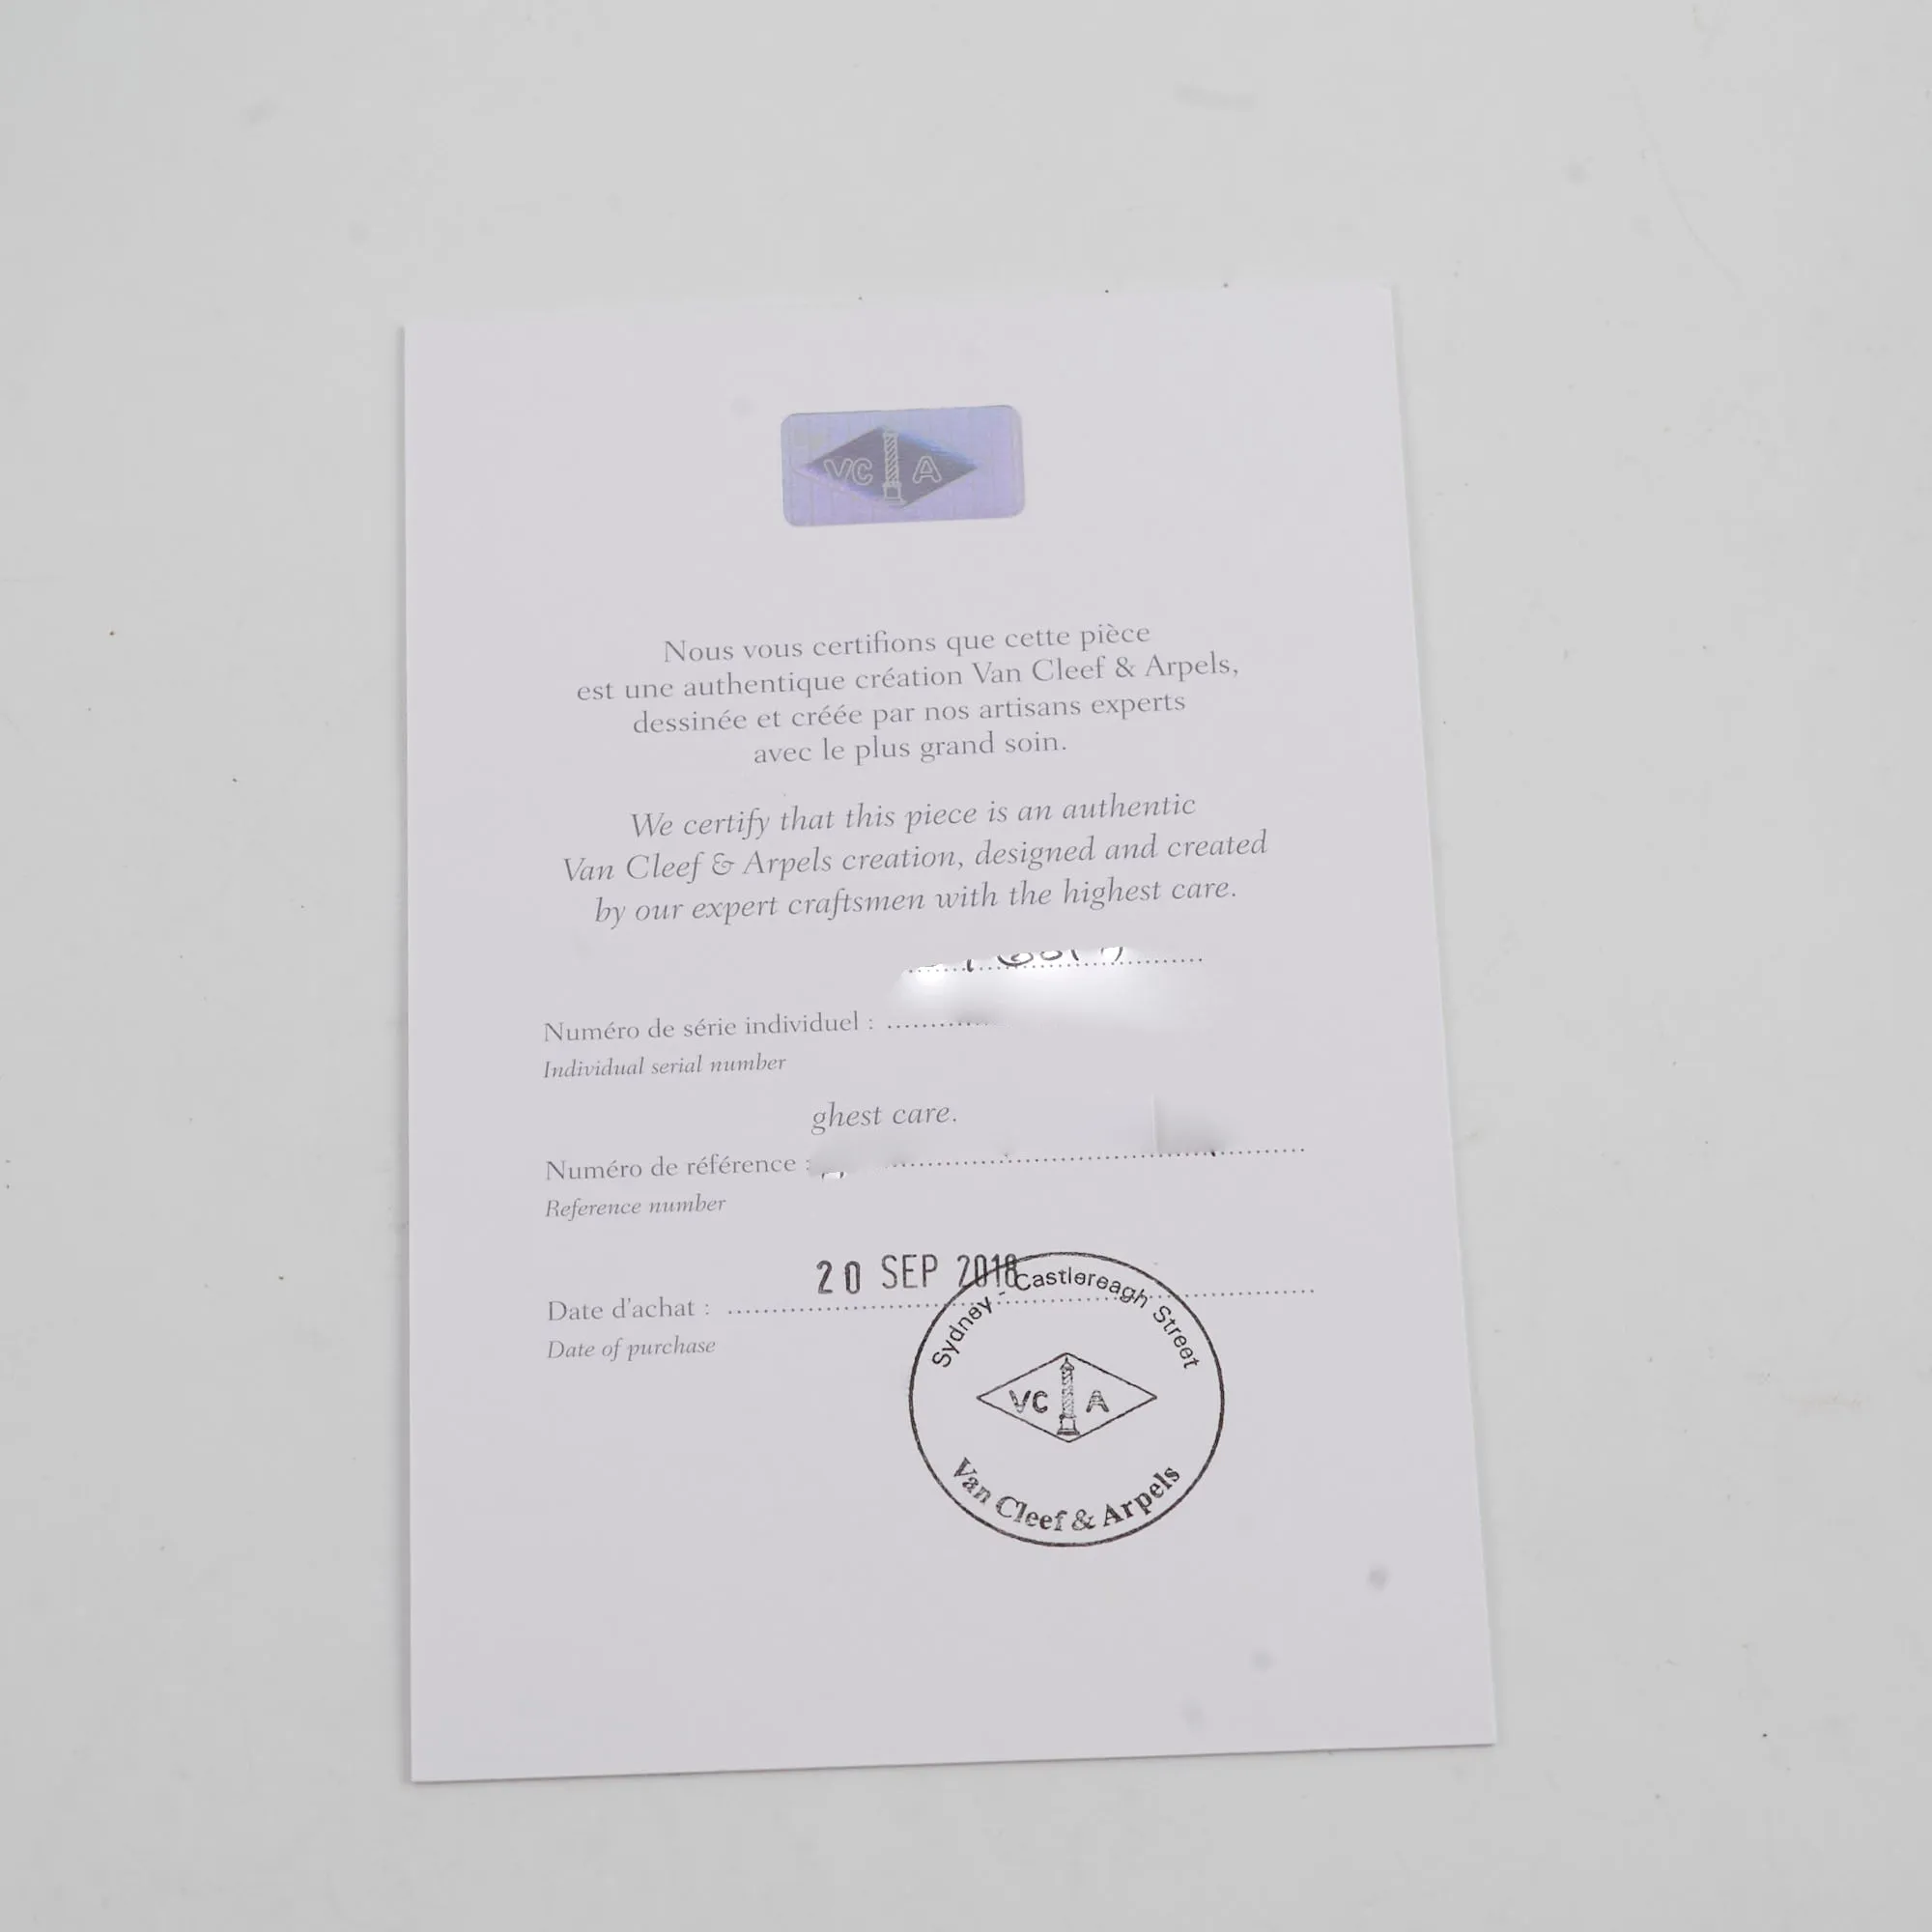 VC A
Nous vous certifions que cette pièce
est une authentique création Van Cleef & Arpels,
dessinée et créée par nos artisans experts
avec le plus grand soin.
We certify that this piece is an authentic
Van Cleef & Arpels creation, designed and created
by our expert craftsmen with the highest care.
Numéro de série individuel :
Individual serial number
ghest care.
Numéro de référence :
Reference number
20 SEP 2018
Date d'achat :
Date of purchase
Sydney - Castlereagh Street
VC A
Van Cleef & Arpels